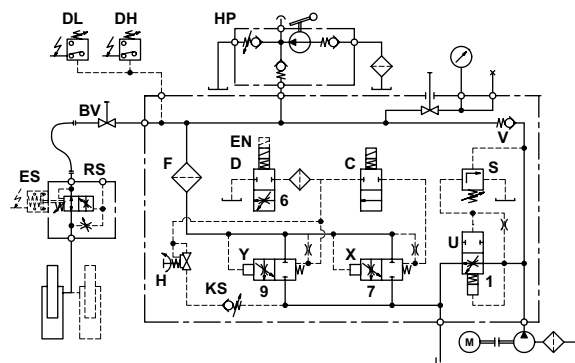 DL DH HP
BV
EN
F D C V
ES RS S
6
Y X U
H KS 9 7 1
M